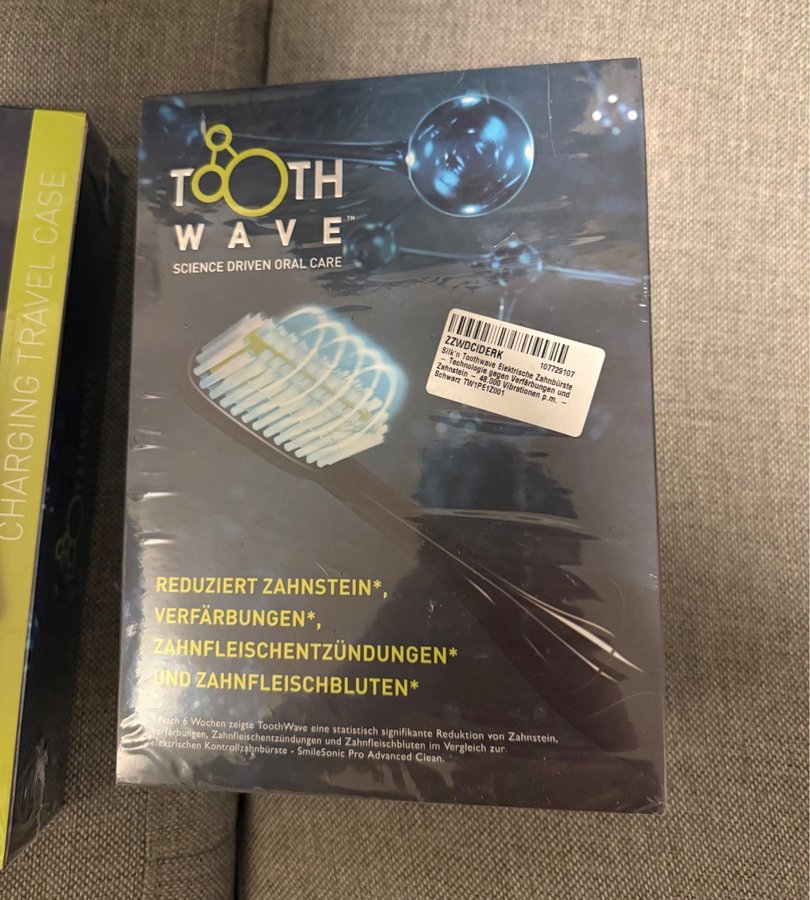 CHARGING TRAVEL CASE
TOOTH
WAVE™
SCIENCE DRIVEN ORAL CARE
ZZWDCIDERK
107729107
Silk'n Toothwave Elektrische Zahnbürste
– Technologie gegen Verfärbungen und
Zahnstein – 48.000 Vibrationen p.m. –
Schwarz TW1PE1Z001
REDUZIERT ZAHNSTEIN*,
VERFÄRBUNGEN*,
ZAHNFLEISCHENTZÜNDUNGEN*
UND ZAHNFLEISCHBLUTEN*
* Nach 6 Wochen zeigte ToothWave eine statistisch signifikante Reduktion von Zahnstein,
Verfärbungen, Zahnfleischentzündungen und Zahnfleischbluten im Vergleich zur
elektrischen Kontrollzahnbürste - SmileSonic Pro Advanced Clean.